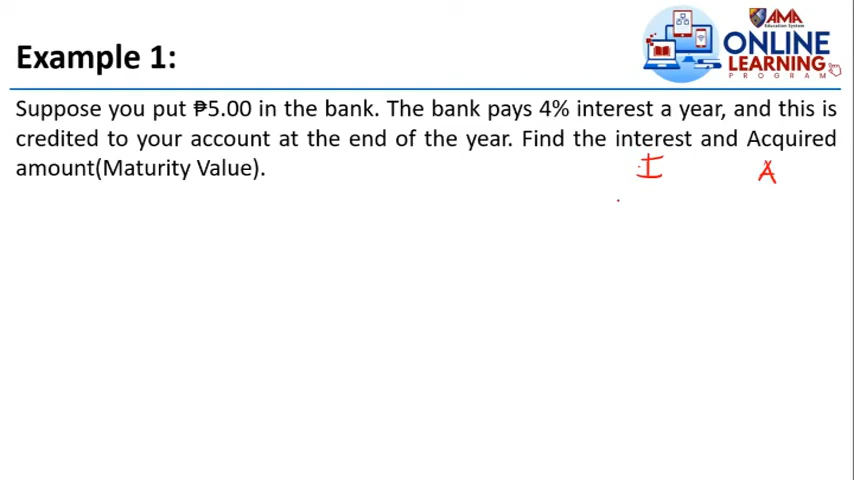 AMA
Education System
ONLINE
LEARNING
PROGRAM
Example 1:
Suppose you put ₱5.00 in the bank. The bank pays 4% interest a year, and this is
credited to your account at the end of the year. Find the interest and Acquired
amount(Maturity Value).
I A